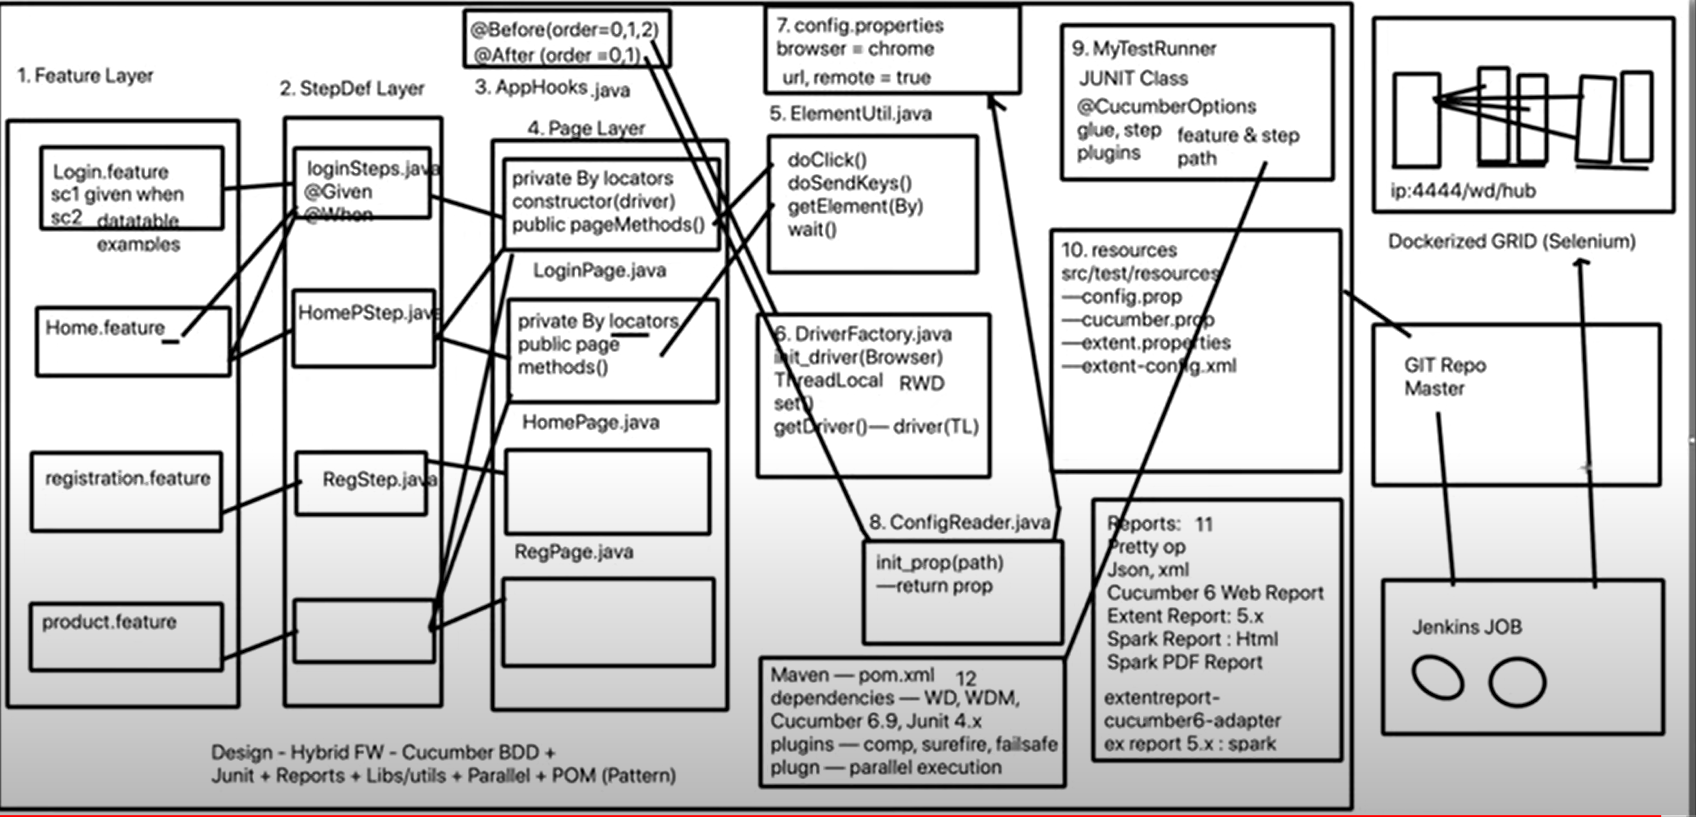 @Before(order=0,1,2)
@After (order =0,1)
3. AppHooks.java
1. Feature Layer
Login.feature
sc1 given when
sc2 datatable
examples
Home.feature
registration.feature
product.feature
2. StepDef Layer
loginSteps.java
@Given
@When
HomePStep.java
RegStep.java
4. Page Layer
private By locators
constructor(driver)
public pageMethods()
LoginPage.java
private By locators
public page
methods()
HomePage.java
RegPage.java
7. config.properties
browser = chrome
url, remote = true
5. ElementUtil.java
doClick()
doSendKeys()
getElement(By)
wait()
6. DriverFactory.java
init_driver(Browser)
ThreadLocal RWD
set()
getDriver()— driver(TL)
8. ConfigReader.java
init_prop(path)
—return prop
Maven — pom.xml 12
dependencies — WD, WDM,
Cucumber 6.9, Junit 4.x
plugins — comp, surefire, failsafe
plugn — parallel execution
9. MyTestRunner
JUNIT Class
@CucumberOptions
glue, step feature & step
plugins path
10. resources
src/test/resources
—config.prop
—cucumber.prop
—extent.properties
—extent-config.xml
Reports: 11
Pretty op
Json, xml
Cucumber 6 Web Report
Extent Report: 5.x
Spark Report : Html
Spark PDF Report
extentreport-
cucumber6-adapter
ex report 5.x : spark
ip:4444/wd/hub
Dockerized GRID (Selenium)
GIT Repo
Master
Jenkins JOB
Design - Hybrid FW - Cucumber BDD +
Junit + Reports + Libs/utils + Parallel + POM (Pattern)